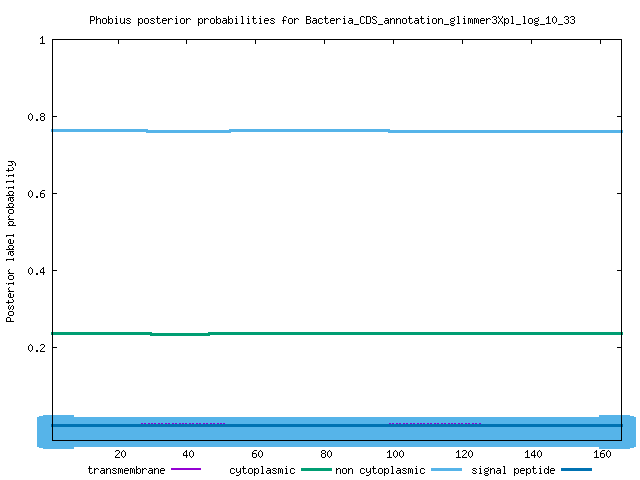 Phobius posterior probabilities for Bacteria_CDS_annotation_glimmer3Xpl_log_10_33
1
0.8
0.6
0.4
0.2
Posterior label probability
20 40 60 80 100 120 140 160
transmembrane cytoplasmic non cytoplasmic signal peptide